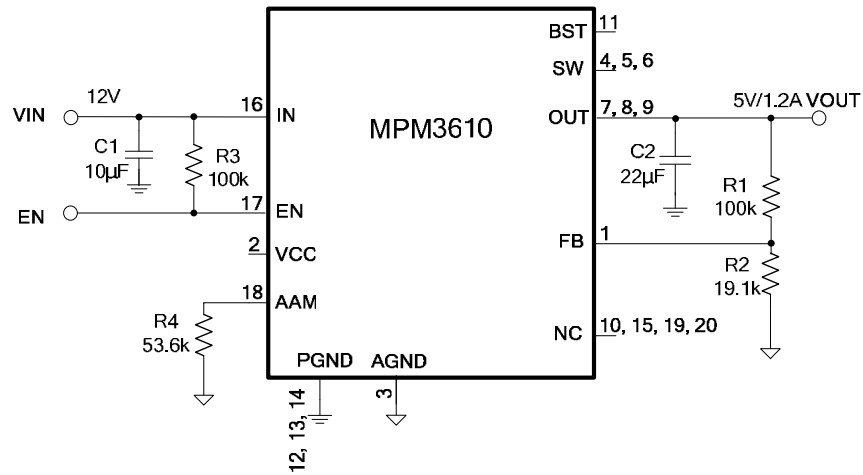 BST
11
SW
4, 5, 6
VIN
12V
16
IN
MPM3610
OUT
7, 8, 9
5V/1.2A VOUT
C1
10µF
R3
100k
C2
22µF
R1
100k
EN
17
EN
2
VCC
FB
1
R2
19.1k
18
AAM
R4
53.6k
NC
10, 15, 19, 20
PGND
AGND
12, 13, 14
3